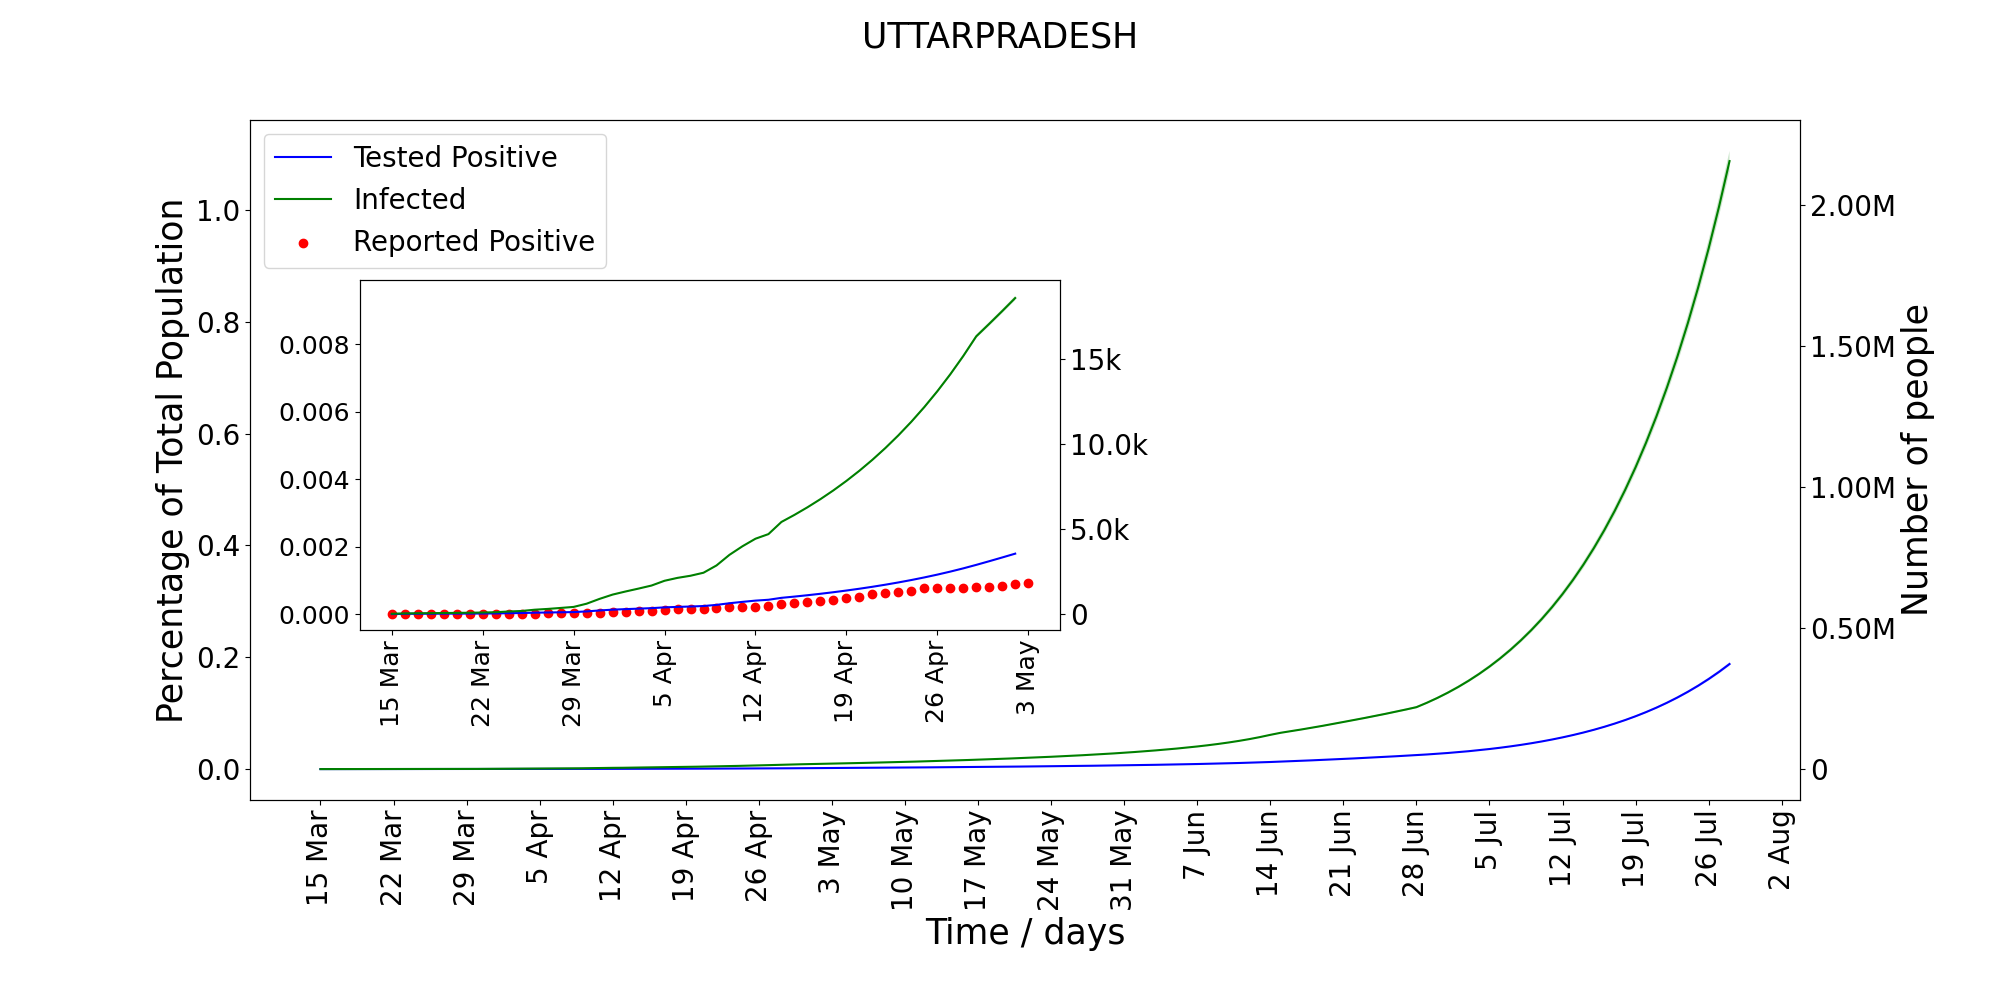 UTTARPRADESH
Tested Positive
Infected
Reported Positive
Percentage of Total Population
1.0
0.8
0.6
0.4
0.2
0.0
0.008
0.006
0.004
0.002
0.000
15k
10.0k
5.0k
0
15 Mar
22 Mar
29 Mar
5 Apr
12 Apr
19 Apr
26 Apr
3 May
2.00M
1.50M
1.00M
0.50M
0
Number of people
15 Mar
22 Mar
29 Mar
5 Apr
12 Apr
19 Apr
26 Apr
3 May
10 May
17 May
24 May
31 May
7 Jun
14 Jun
21 Jun
28 Jun
5 Jul
12 Jul
19 Jul
26 Jul
2 Aug
Time / days